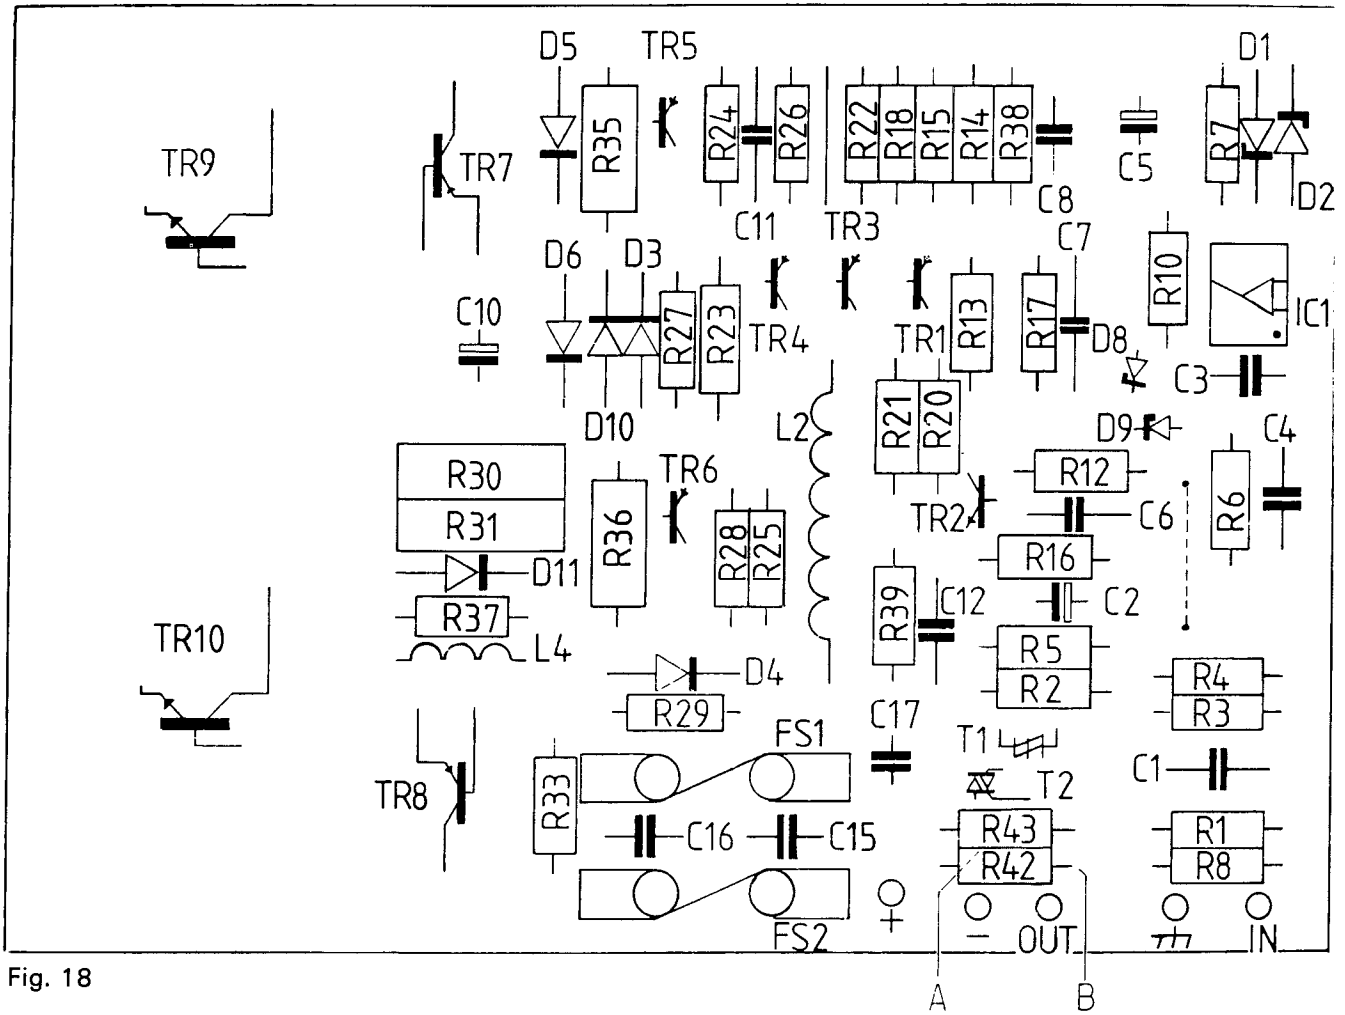 D5
TR5
D1
TR9
TR7
R35
R24
R26
R22
R18
R15
R14
R38
C5
R7
D2
C8
C11
TR3
C7
D6
D3
R10
C10
R27
R23
TR4
TR1
R13
R17
D8
IC1
C3
D10
L2
R21
R20
D9
C4
R30
TR6
R12
R31
R36
R28
R25
TR2
C6
R6
D11
R16
R37
R39
C12
C2
TR10
L4
R5
D4
R2
R4
R29
R3
C17
FS1
T1
TR8
R33
T2
C1
C16
C15
R43
R1
R42
R8
+
−
OUT
IN
FS2
Fig. 18
A
B